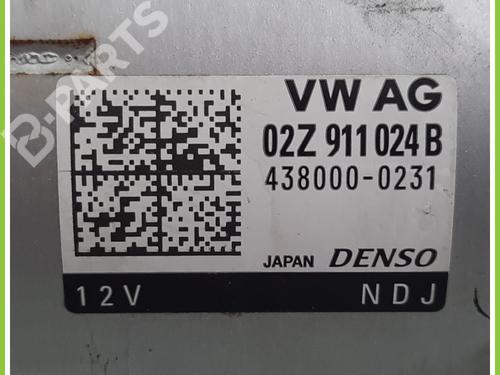 B-PARTS
VW AG
02Z 911 024 B
438000-0231
JAPAN DENSO
12V NDJ